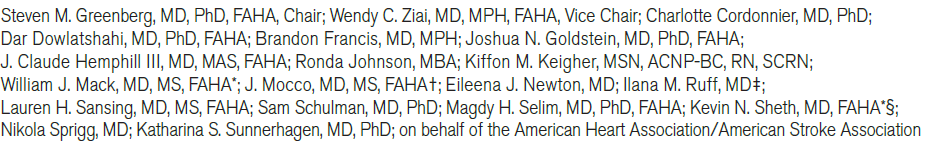 Steven M. Greenberg, MD, PhD, FAHA, Chair; Wendy C. Ziai, MD, MPH, FAHA, Vice Chair; Charlotte Cordonnier, MD, PhD;
Dar Dowlatshahi, MD, PhD, FAHA; Brandon Francis, MD, MPH; Joshua N. Goldstein, MD, PhD, FAHA;
J. Claude Hemphill III, MD, MAS, FAHA; Ronda Johnson, MBA; Kiffon M. Keigher, MSN, ACNP-BC, RN, SCRN;
William J. Mack, MD, MS, FAHA*; J. Mocco, MD, MS, FAHA†; Eileena J. Newton, MD; Ilana M. Ruff, MD‡;
Lauren H. Sansing, MD, MS, FAHA; Sam Schulman, MD, PhD; Magdy H. Selim, MD, PhD, FAHA; Kevin N. Sheth, MD, FAHA*§;
Nikola Sprigg, MD; Katharina S. Sunnerhagen, MD, PhD; on behalf of the American Heart Association/American Stroke Association